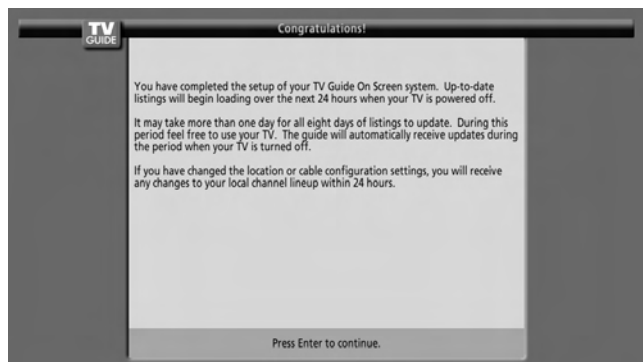 Congratulations!
TV
GUIDE
You have completed the setup of your TV Guide On Screen system. Up-to-date
listings will begin loading over the next 24 hours when your TV is powered off.
It may take more than one day for all eight days of listings to update. During this
period feel free to use your TV. The guide will automatically receive updates during
the period when your TV is turned off.
If you have changed the location or cable configuration settings, you will receive
any changes to your local channel lineup within 24 hours.
Press Enter to continue.